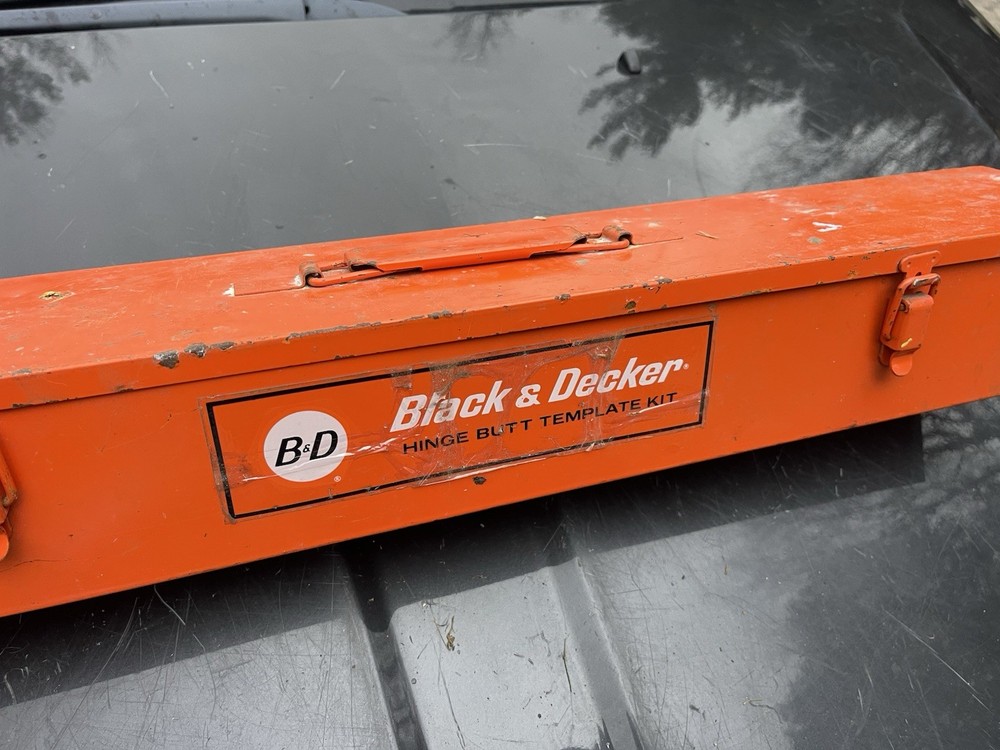 B&D
Black & Decker®
HINGE BUTT TEMPLATE KIT
®